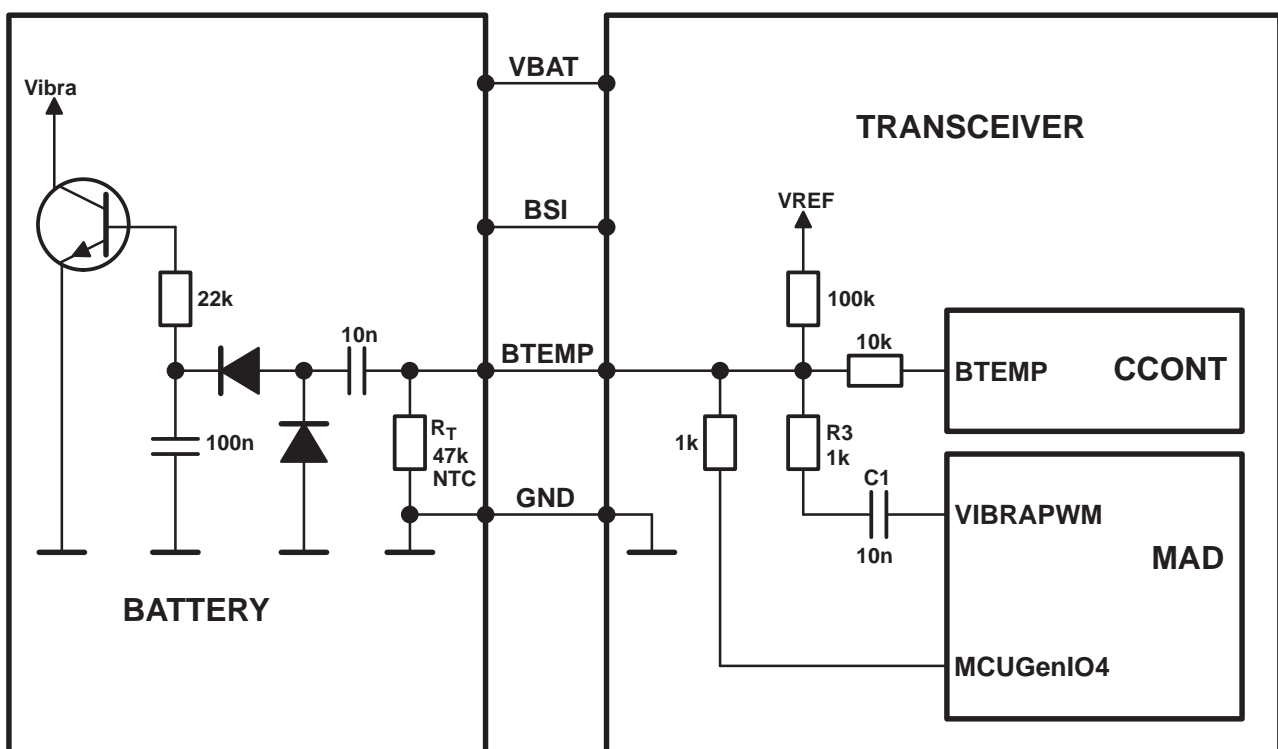 VBAT
Vibra
TRANSCEIVER
VREF
BSI
22k
100k
10n
BTEMP
10k
BTEMP
CCONT
100n
RT
47k
NTC
1k
R3
1k
C1
GND
VIBRAPWM
10n
MAD
BATTERY
MCUGenIO4